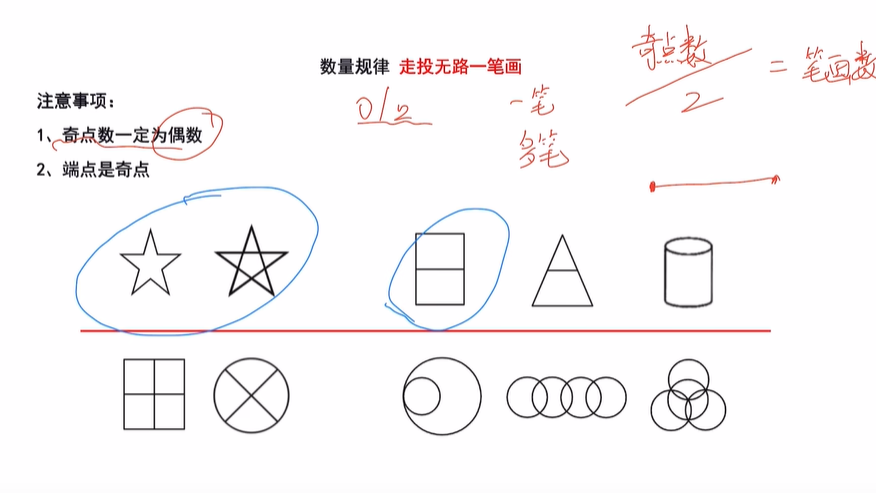 数量规律 走投无路一笔画
奇点数
2
= 笔画数
注意事项：
0/2
一笔
1、奇点数一定为偶数
多笔
2、端点是奇点